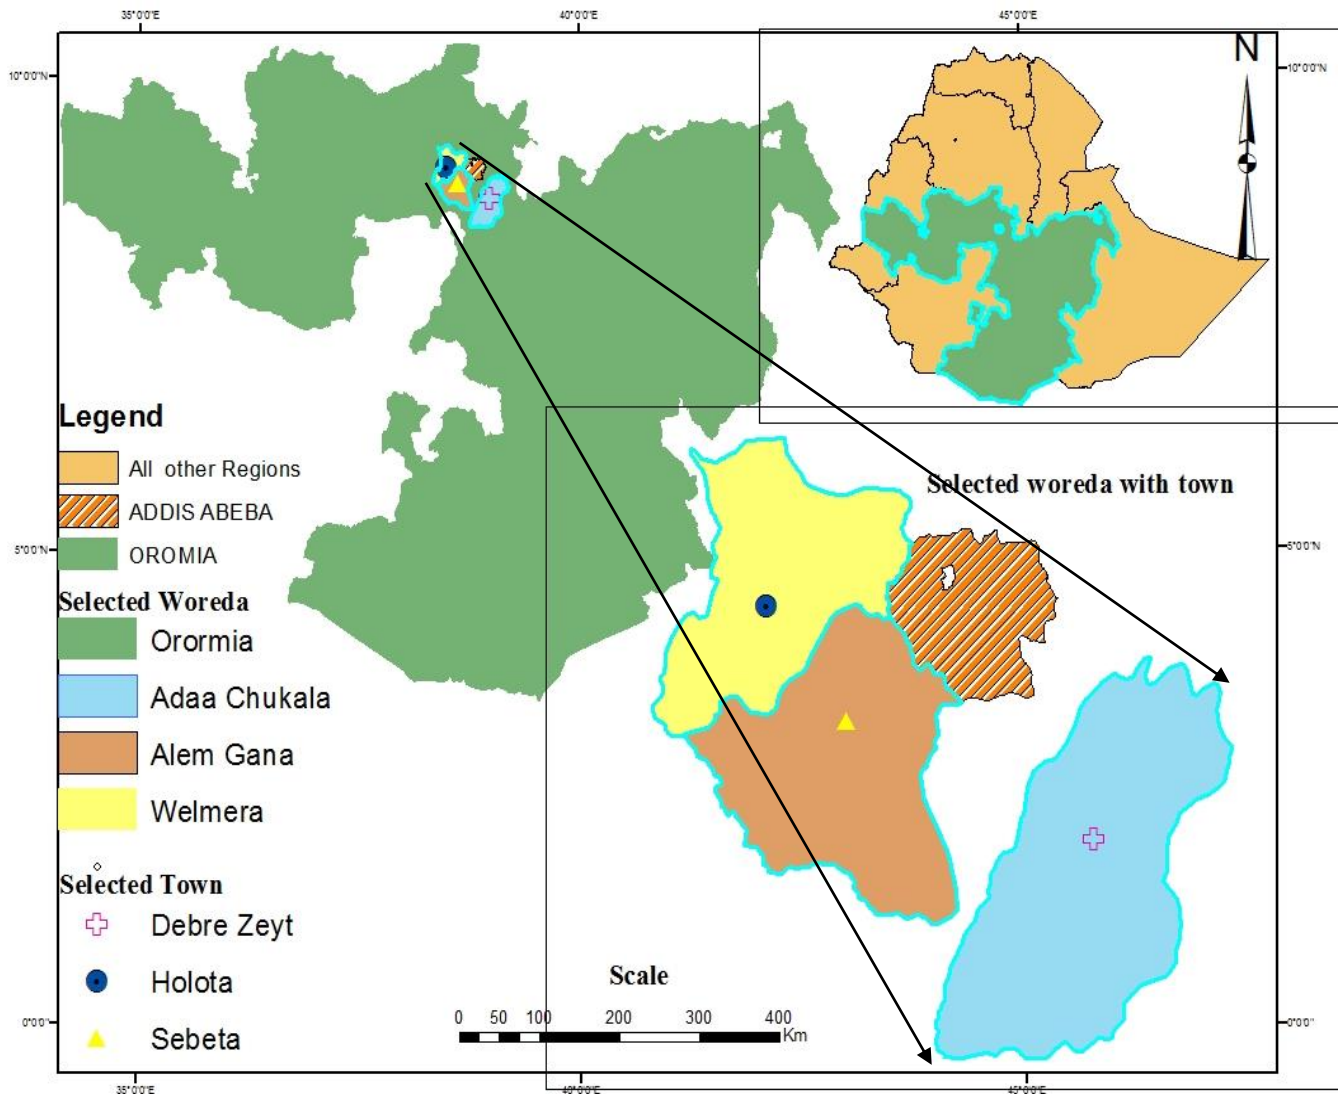 35°0'0"E 40°0'0"E 45°0'0"E
10°0'0"N 10°0'0"N
N
Legend
All other Regions
ADDIS ABEBA
OROMIA
Selected Woreda
Orormia
Adaa Chukala
Alem Gana
Welmera
Selected Town
Debre Zeyt
Holota
Sebeta
Selected woreda with town
5°0'0"N 5°0'0"N
Scale
0 50 100 200 300 400
Km
0°0'0" 0°0'0"
35°0'0"E 40°0'0"E 45°0'0"E